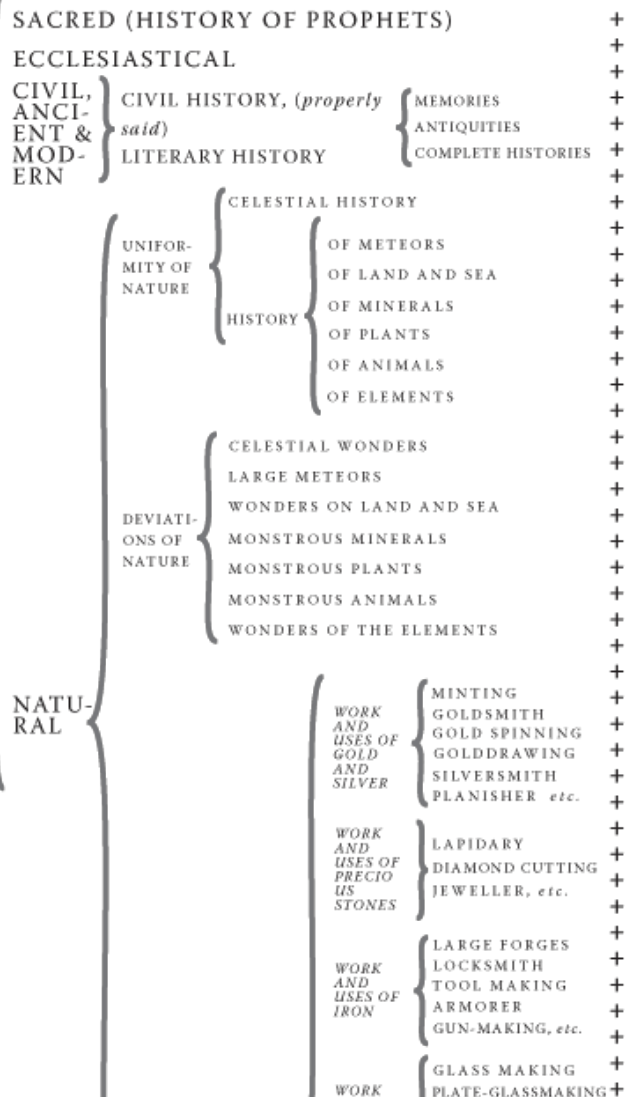 SACRED (HISTORY OF PROPHETS)
ECCLESIASTICAL
CIVIL,
ANCI-
ENT &
MOD-
ERN
CIVIL HISTORY, (properly
said)
LITERARY HISTORY
MEMORIES
ANTIQUITIES
COMPLETE HISTORIES
NATU-
RAL
UNIFOR-
MITY OF
NATURE
CELESTIAL HISTORY
HISTORY
OF METEORS
OF LAND AND SEA
OF MINERALS
OF PLANTS
OF ANIMALS
OF ELEMENTS
DEVIATI-
ONS OF
NATURE
CELESTIAL WONDERS
LARGE METEORS
WONDERS ON LAND AND SEA
MONSTROUS MINERALS
MONSTROUS PLANTS
MONSTROUS ANIMALS
WONDERS OF THE ELEMENTS
WORK
AND
USES OF
GOLD
AND
SILVER
MINTING
GOLDSMITH
GOLD SPINNING
GOLDDRAWING
SILVERSMITH
PLANISHER etc.
WORK
AND
USES OF
PRECIO
US
STONES
LAPIDARY
DIAMOND CUTTING
JEWELLER, etc.
WORK
AND
USES OF
IRON
LARGE FORGES
LOCKSMITH
TOOL MAKING
ARMORER
GUN-MAKING, etc.
WORK
GLASS MAKING
PLATE-GLASSMAKING